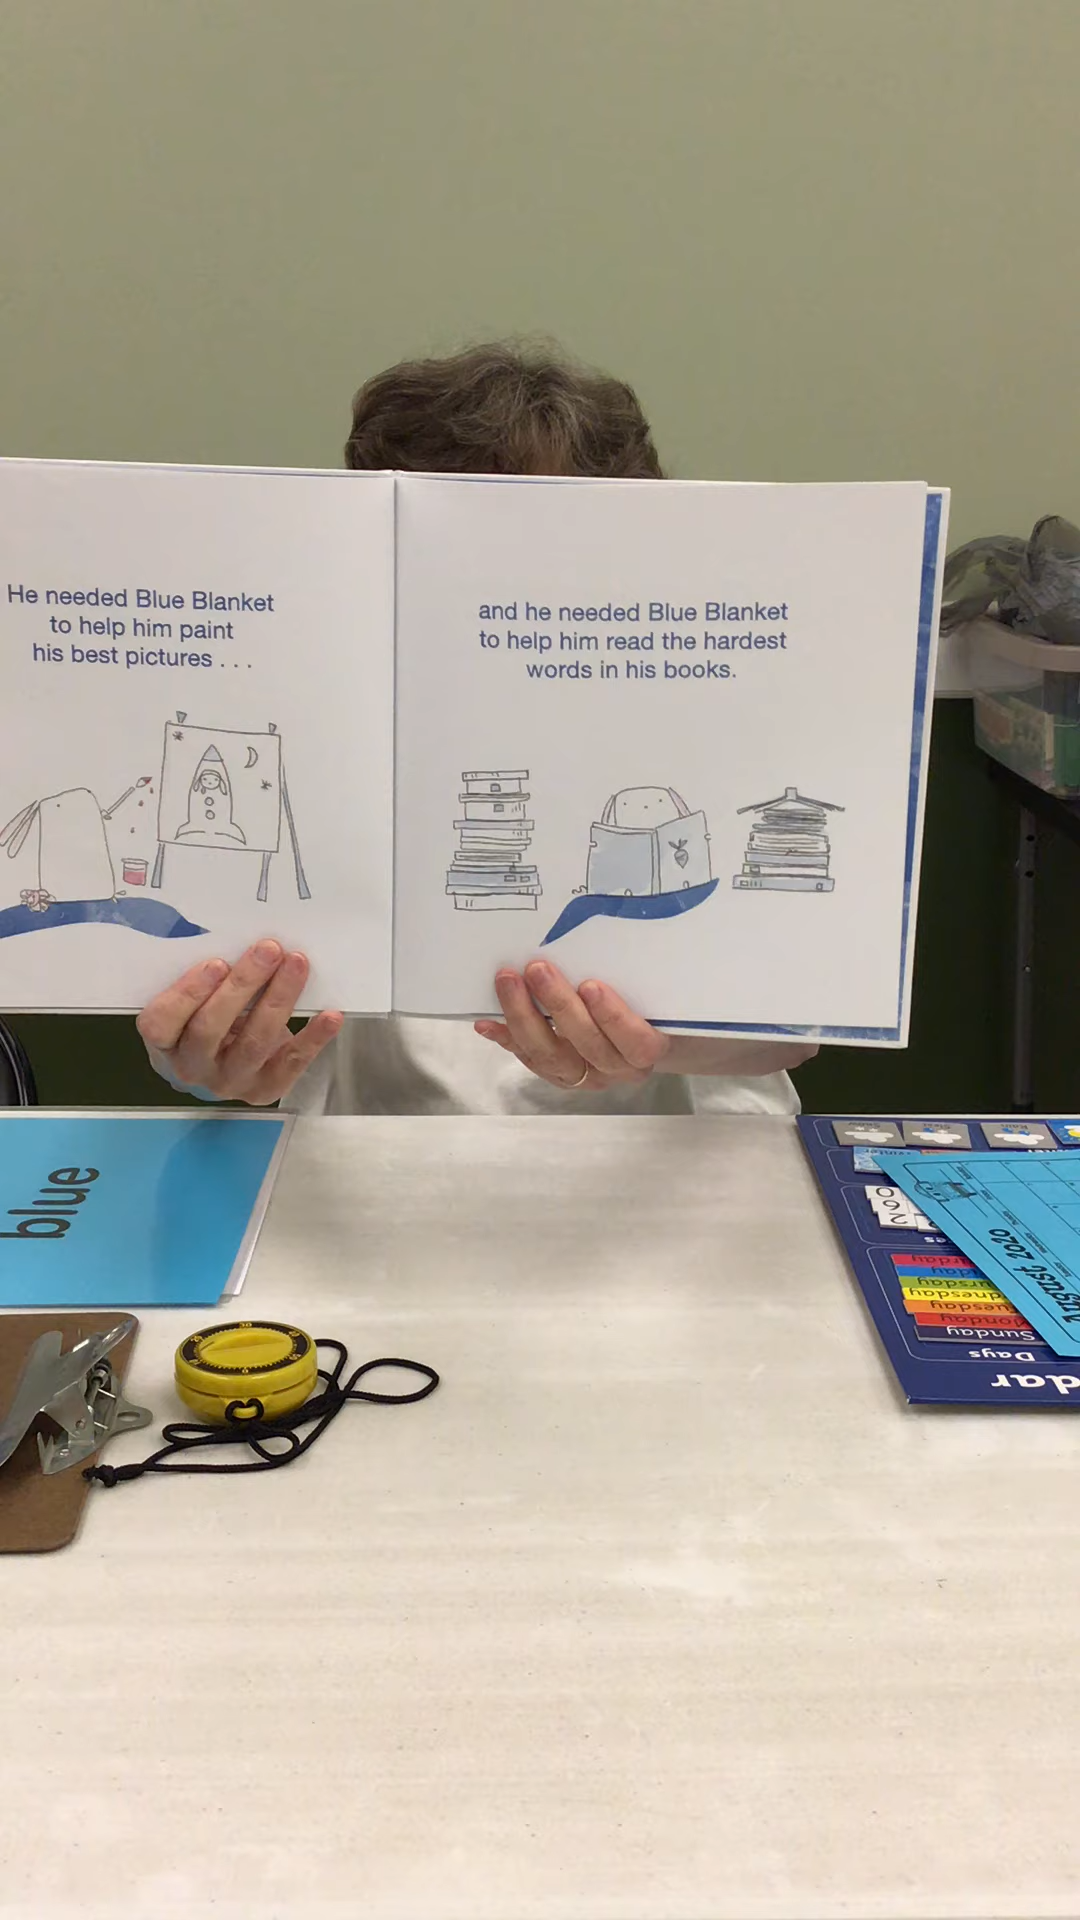 He needed Blue Blanket
to help him paint
his best pictures . . .
and he needed Blue Blanket
to help him read the hardest
words in his books.
blue
August 2020
Sunday
Days